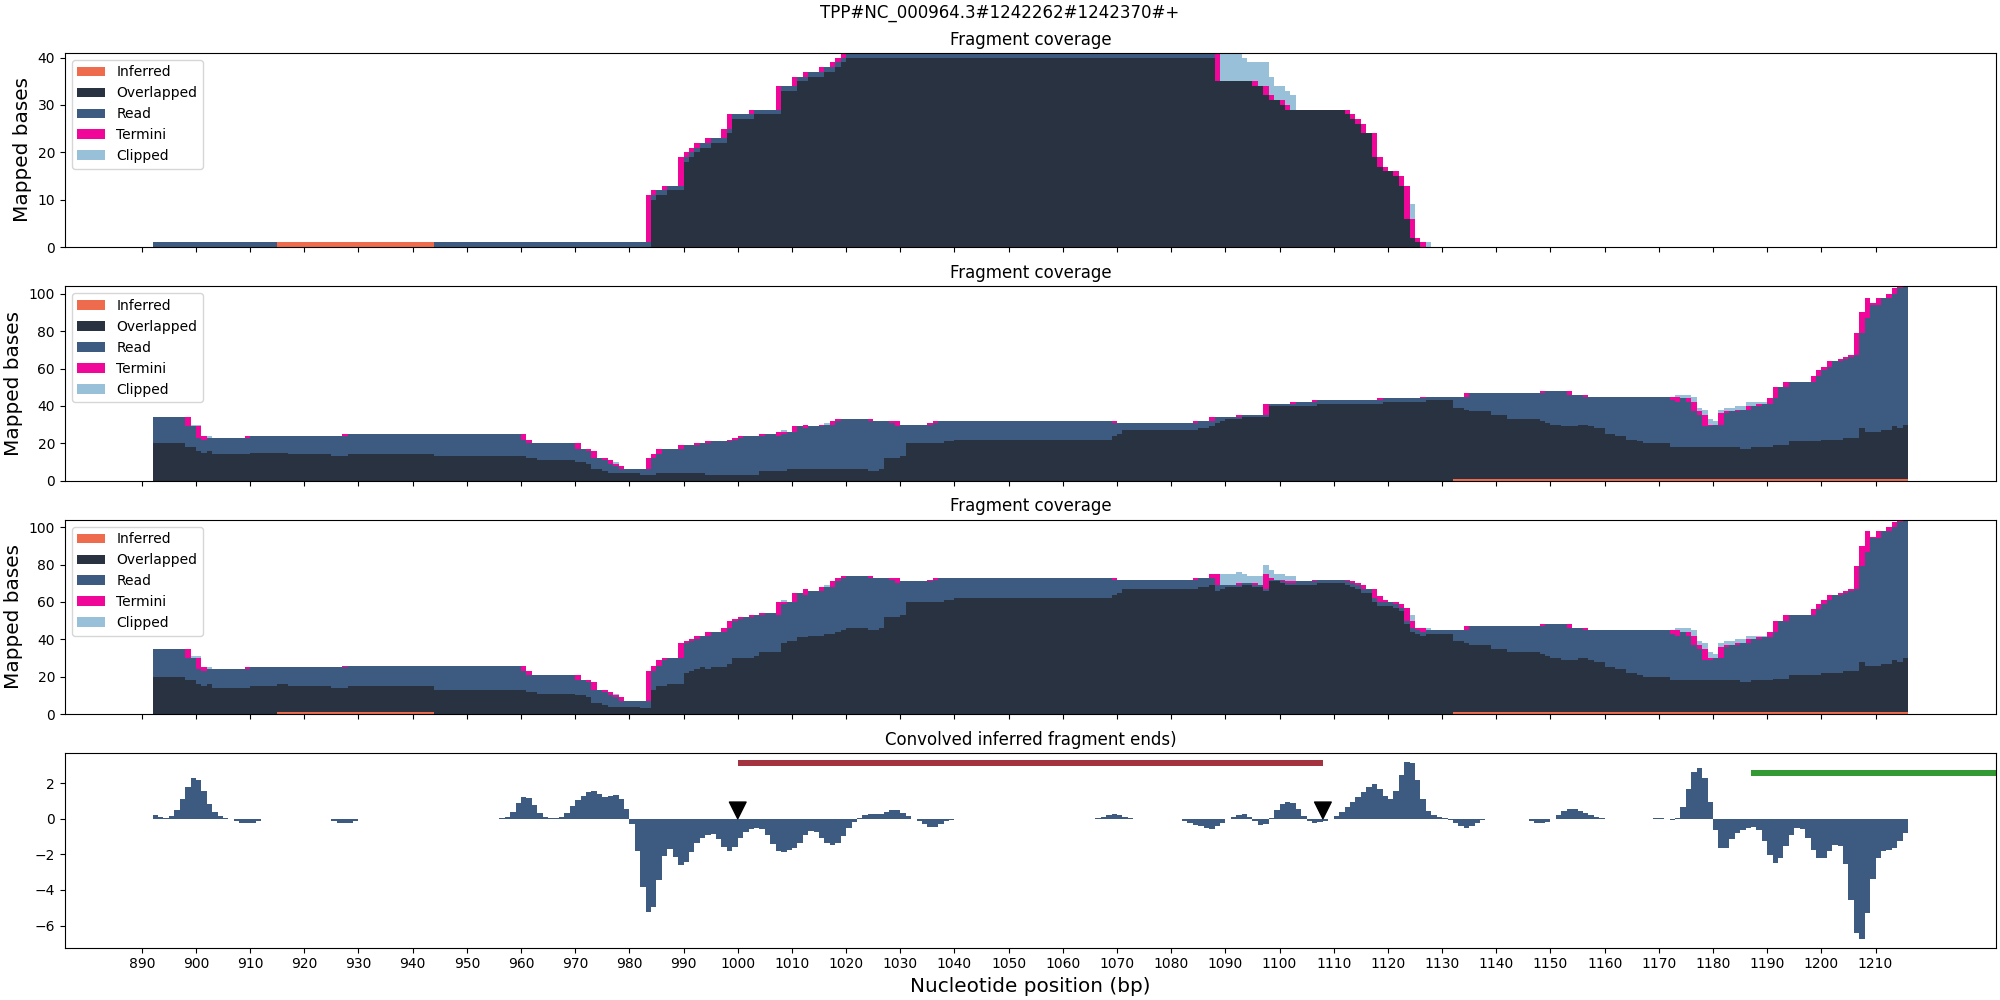 TPP#NC_000964.3#1242262#1242370#+
Fragment coverage
Mapped bases
40
30
20
10
0
Inferred
Overlapped
Read
Termini
Clipped
Fragment coverage
Mapped bases
100
80
60
40
20
0
Inferred
Overlapped
Read
Termini
Clipped
Fragment coverage
Mapped bases
100
80
60
40
20
0
Inferred
Overlapped
Read
Termini
Clipped
Convolved inferred fragment ends)
2
0
−2
−4
−6
890 900 910 920 930 940 950 960 970 980 990 1000 1010 1020 1030 1040 1050 1060 1070 1080 1090 1100 1110 1120 1130 1140 1150 1160 1170 1180 1190 1200 1210
Nucleotide position (bp)